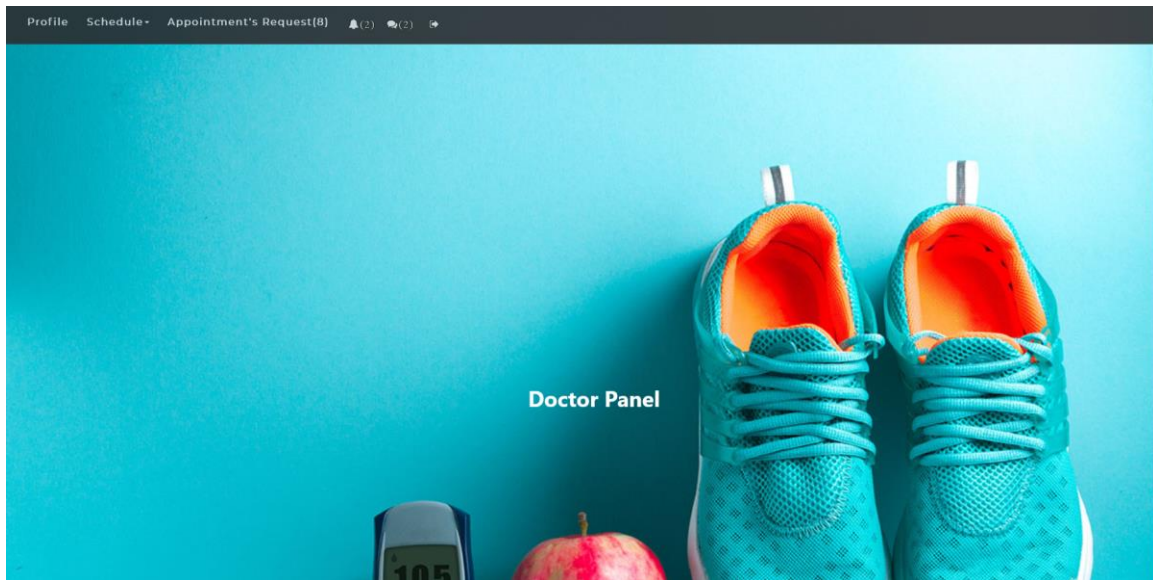 Profile Schedule Appointment's Request(8) (2) (2)
Doctor Panel
105